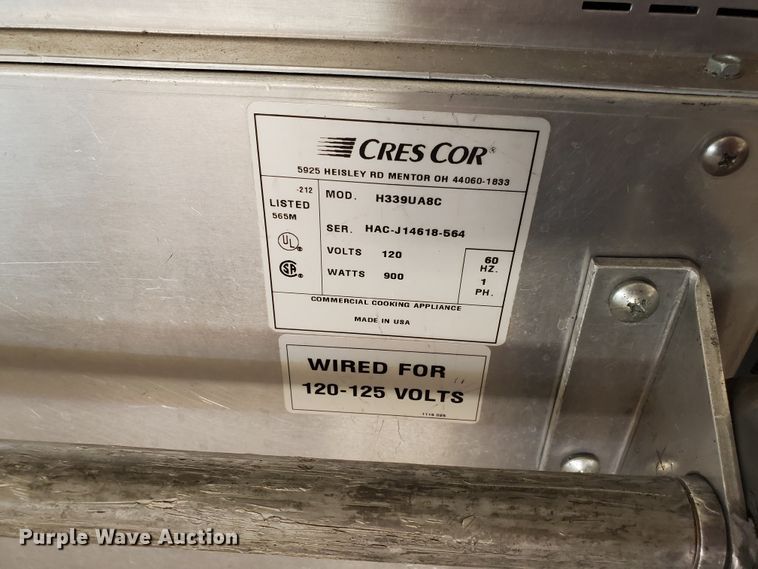 CRES COR®
5925 HEISLEY RD MENTOR OH 44060-1833
-212
LISTED
565M
UL®
SA®
MOD. H339UA8C
SER. HAC-J14618-564
VOLTS 120
WATTS 900
60
HZ.
1
PH.
COMMERCIAL COOKING APPLIANCE
MADE IN USA
WIRED FOR
120-125 VOLTS
Purple Wave Auction